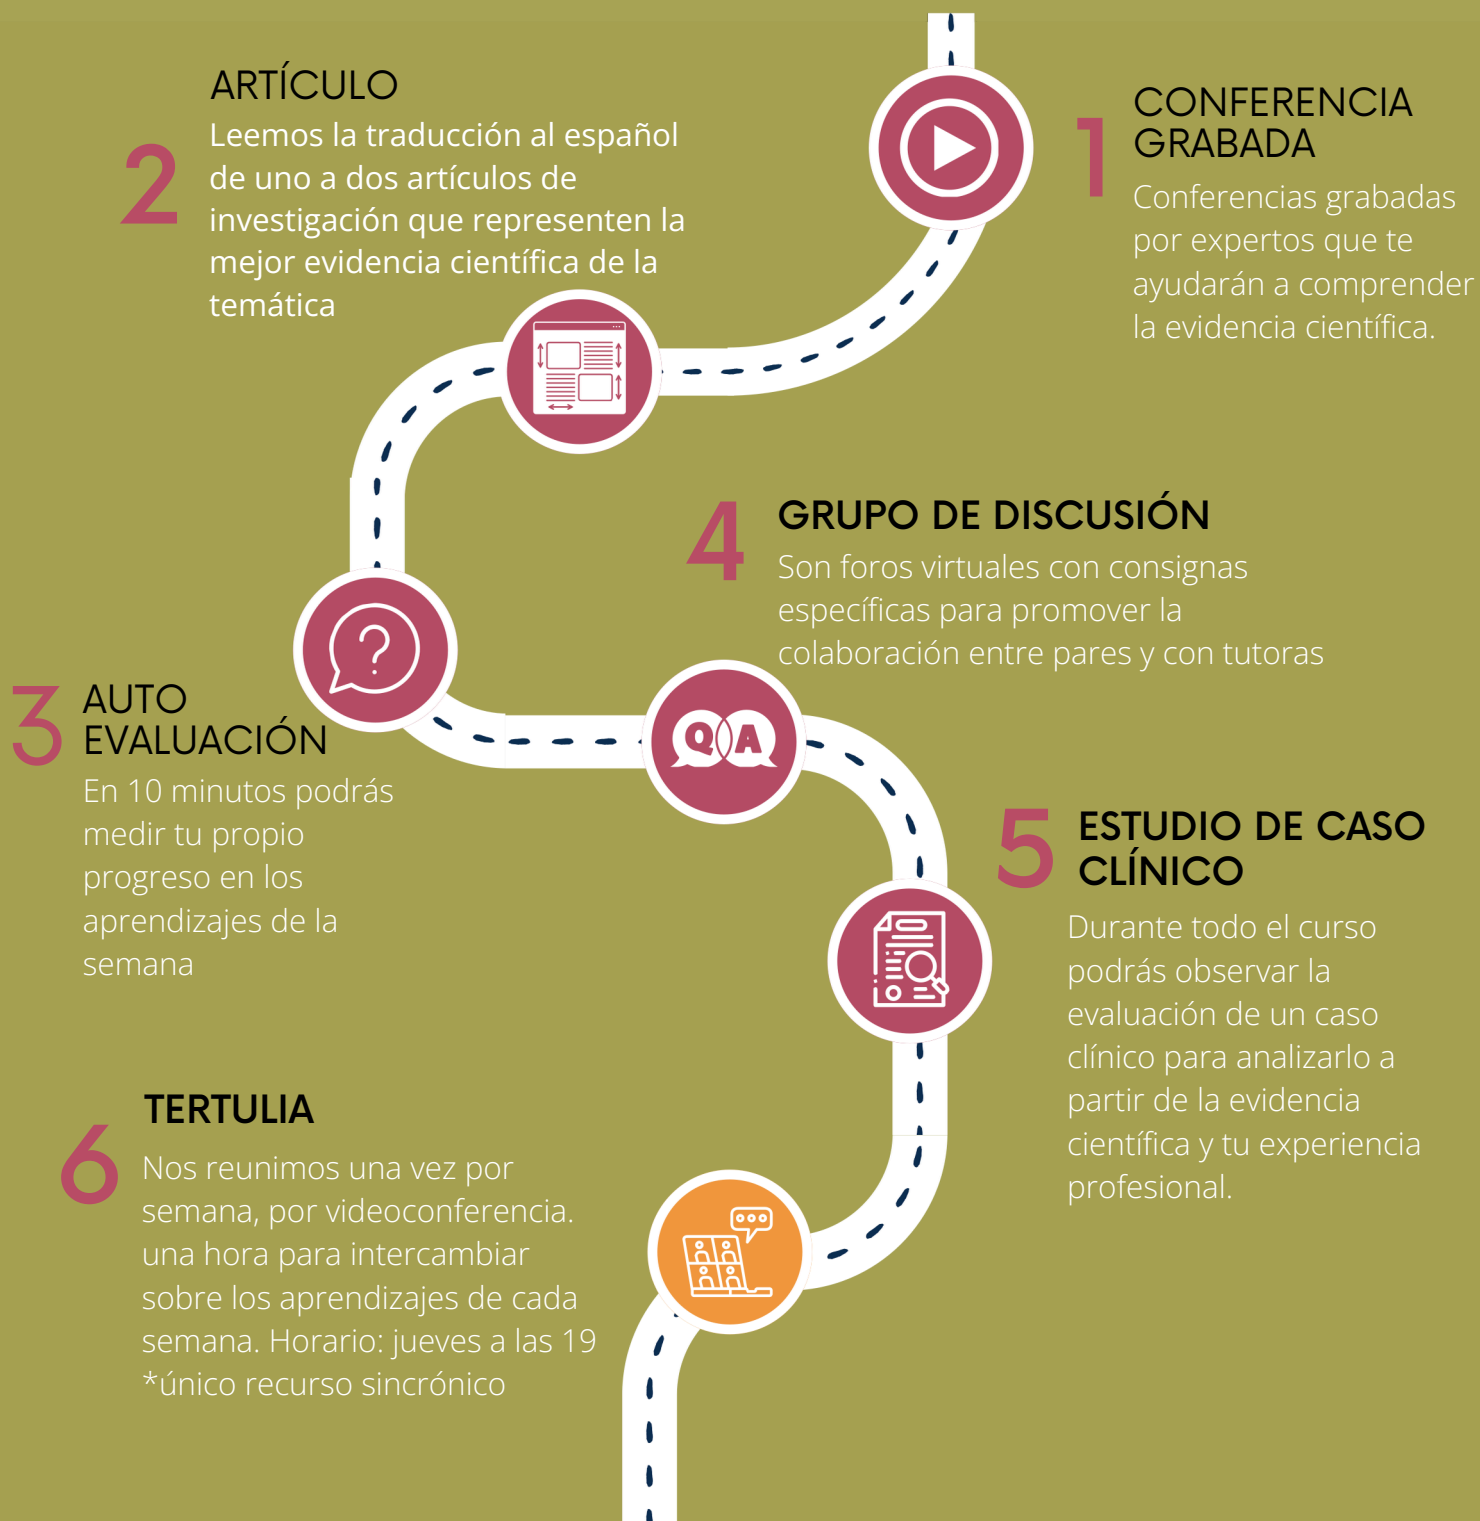 1
CONFERENCIA
GRABADA
Conferencias grabadas
por expertos que te
ayudarán a comprender
la evidencia científica.
2
ARTÍCULO
Leemos la traducción al español
de uno a dos artículos de
investigación que representen la
mejor evidencia científica de la
temática
3
AUTO
EVALUACIÓN
En 10 minutos podrás
medir tu propio
progreso en los
aprendizajes de la
semana
?
4
GRUPO DE DISCUSIÓN
Son foros virtuales con consignas
específicas para promover la
colaboración entre pares y con tutoras
Q A
5
ESTUDIO DE CASO
CLÍNICO
Durante todo el curso
podrás observar la
evaluación de un caso
clínico para analizarlo a
partir de la evidencia
científica y tu experiencia
profesional.
6
TERTULIA
Nos reunimos una vez por
semana, por videoconferencia.
una hora para intercambiar
sobre los aprendizajes de cada
semana. Horario: jueves a las 19
*único recurso sincrónico